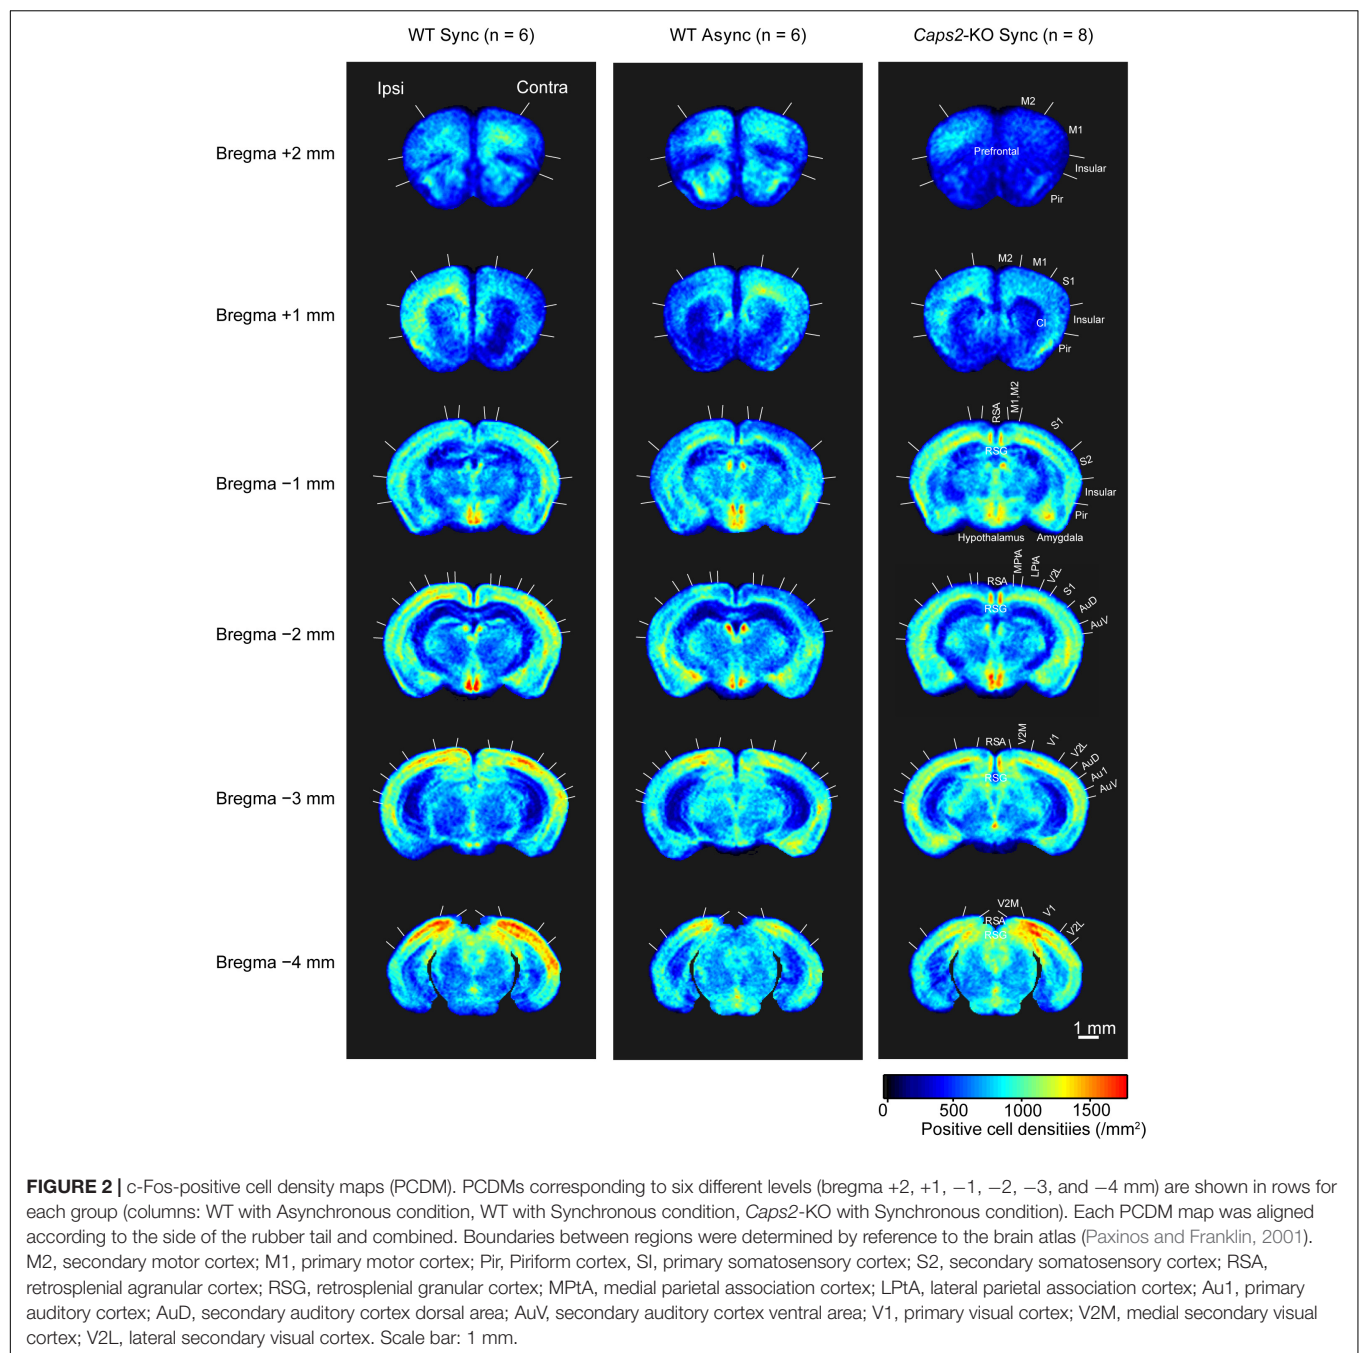 WT Sync (n = 6)
WT Async (n = 6)
Caps2-KO Sync (n = 8)
Ipsi
Contra
Bregma +2 mm
M2
M1
Prefrontal
Insular
Pir
Bregma +1 mm
M2
M1
S1
Cl
Insular
Pir
Bregma −1 mm
RSA
M1,M2
S1
RSG
S2
Insular
Pir
Hypothalamus
Amygdala
Bregma −2 mm
RSA
MPtA
LPtA
V2L
S1
RSG
AuD
AuV
Bregma −3 mm
RSA
V2M
V1
V2L
AuD
RSG
Au1
AuV
Bregma −4 mm
V2M
RSA
V1
RSG
V2L
1 mm
0 500 1000 1500
Positive cell densitiies (/mm²)
FIGURE 2 | c-Fos-positive cell density maps (PCDM). PCDMs corresponding to six different levels (bregma +2, +1, −1, −2, −3, and −4 mm) are shown in rows for
each group (columns: WT with Asynchronous condition, WT with Synchronous condition, Caps2-KO with Synchronous condition). Each PCDM map was aligned
according to the side of the rubber tail and combined. Boundaries between regions were determined by reference to the brain atlas (Paxinos and Franklin, 2001).
M2, secondary motor cortex; M1, primary motor cortex; Pir, Piriform cortex, SI, primary somatosensory cortex; S2, secondary somatosensory cortex; RSA,
retrosplenial agranular cortex; RSG, retrosplenial granular cortex; MPtA, medial parietal association cortex; LPtA, lateral parietal association cortex; Au1, primary
auditory cortex; AuD, secondary auditory cortex dorsal area; AuV, secondary auditory cortex ventral area; V1, primary visual cortex; V2M, medial secondary visual
cortex; V2L, lateral secondary visual cortex. Scale bar: 1 mm.